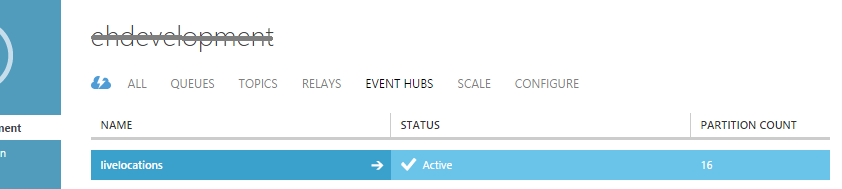 ehdevelopment
ALL QUEUES TOPICS RELAYS EVENT HUBS SCALE CONFIGURE
NAME STATUS PARTITION COUNT
livelocations Active 16